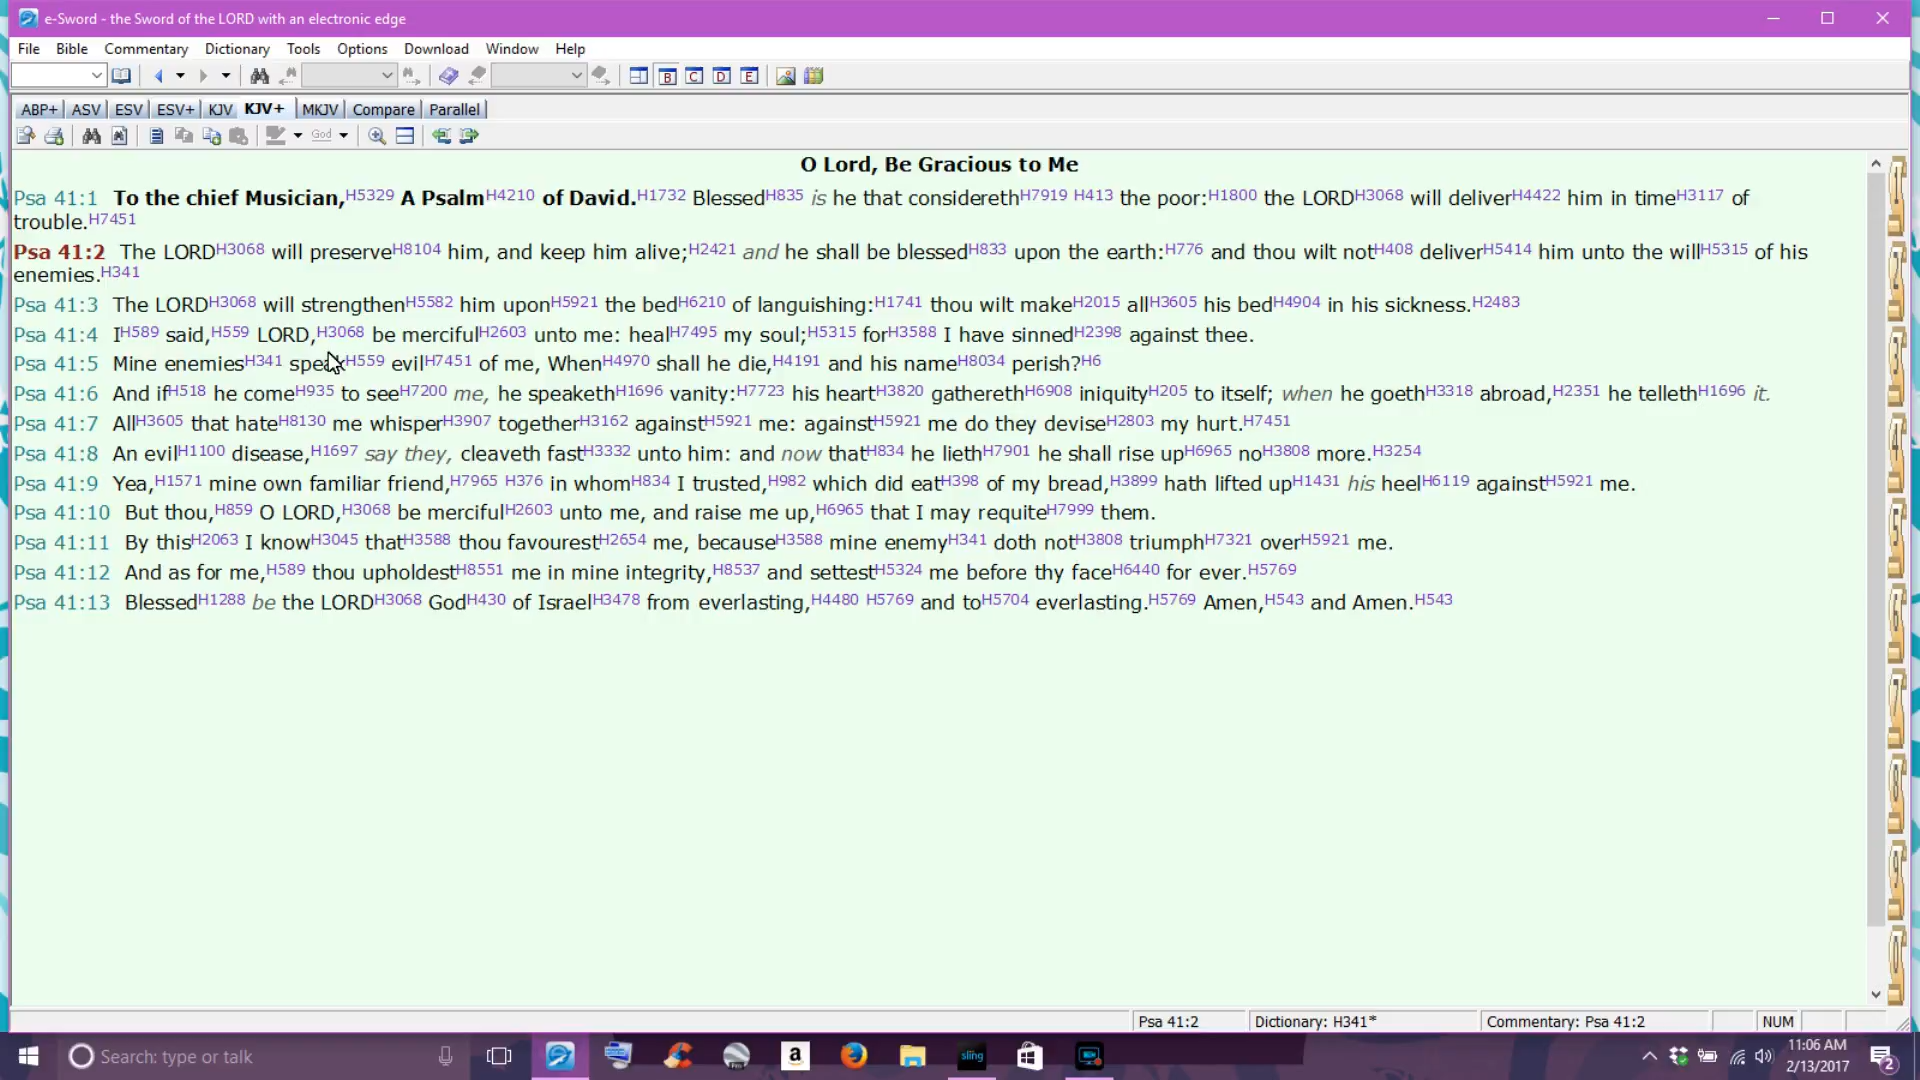 e-Sword - the Sword of the LORD with an electronic edge
File Bible Commentary Dictionary Tools Options Download Window Help
B C D E
ABP+ ASV ESV ESV+ KJV KJV+ MKJV Compare Parallel
God
O Lord, Be Gracious to Me
Psa 41:1 To the chief Musician,H5329 A PsalmH4210 of David.H1732 BlessedH835 is he that considerethH7919 H413 the poor:H1800 the LORDH3068 will deliverH4422 him in timeH3117 of
trouble.H7451
Psa 41:2 The LORDH3068 will preserveH8104 him, and keep him alive;H2421 and he shall be blessedH833 upon the earth:H776 and thou wilt notH408 deliverH5414 him unto the willH5315 of his
enemies.H341
Psa 41:3 The LORDH3068 will strengthenH5582 him uponH5921 the bedH6210 of languishing:H1741 thou wilt makeH2015 allH3605 his bedH4904 in his sickness.H2483
Psa 41:4 IH589 said,H559 LORD,H3068 be mercifulH2603 unto me: healH7495 my soul;H5315 forH3588 I have sinnedH2398 against thee.
Psa 41:5 Mine enemiesH341 speakH559 evilH7451 of me, WhenH4970 shall he die,H4191 and his nameH8034 perish?H6
Psa 41:6 And ifH518 he comeH935 to seeH7200 me, he speakethH1696 vanity:H7723 his heartH3820 gatherethH6908 iniquityH205 to itself; when he goethH3318 abroad,H2351 he tellethH1696 it.
Psa 41:7 AllH3605 that hateH8130 me whisperH3907 togetherH3162 againstH5921 me: againstH5921 me do they deviseH2803 my hurt.H7451
Psa 41:8 An evilH1100 disease,H1697 say they, cleaveth fastH3332 unto him: and now thatH834 he liethH7901 he shall rise upH6965 noH3808 more.H3254
Psa 41:9 Yea,H1571 mine own familiar friend,H7965 H376 in whomH834 I trusted,H982 which did eatH398 of my bread,H3899 hath lifted upH1431 his heelH6119 againstH5921 me.
Psa 41:10 But thou,H859 O LORD,H3068 be mercifulH2603 unto me, and raise me up,H6965 that I may requiteH7999 them.
Psa 41:11 By thisH2063 I knowH3045 thatH3588 thou favourestH2654 me, becauseH3588 mine enemyH341 doth notH3808 triumphH7321 overH5921 me.
Psa 41:12 And as for me,H589 thou upholdestH8551 me in mine integrity,H8537 and settestH5324 me before thy faceH6440 for ever.H5769
Psa 41:13 BlessedH1288 be the LORDH3068 GodH430 of IsraelH3478 from everlasting,H4480 H5769 and toH5704 everlasting.H5769 Amen,H543 and Amen.H543
1
2
3
4
5
6
7
8
9
Psa 41:2 Dictionary: H341* Commentary: Psa 41:2 NUM
Search: type or talk
a
sling
11:06 AM
2/13/2017
2